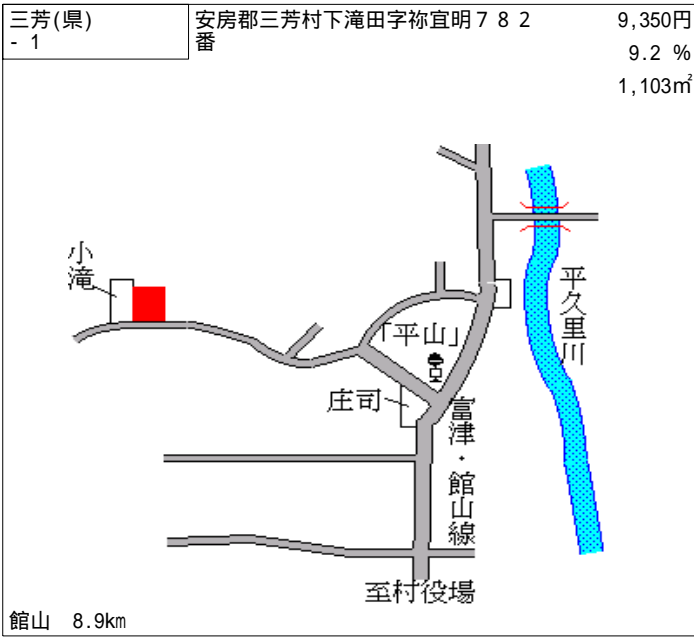 三芳(県)
- 1
安房郡三芳村下滝田字祢宜明７８２
番
9,350円
9.2 %
1,103㎡
小滝
平久里川
「平山」
庄司
富津・館山線
至村役場
館山 8.9km